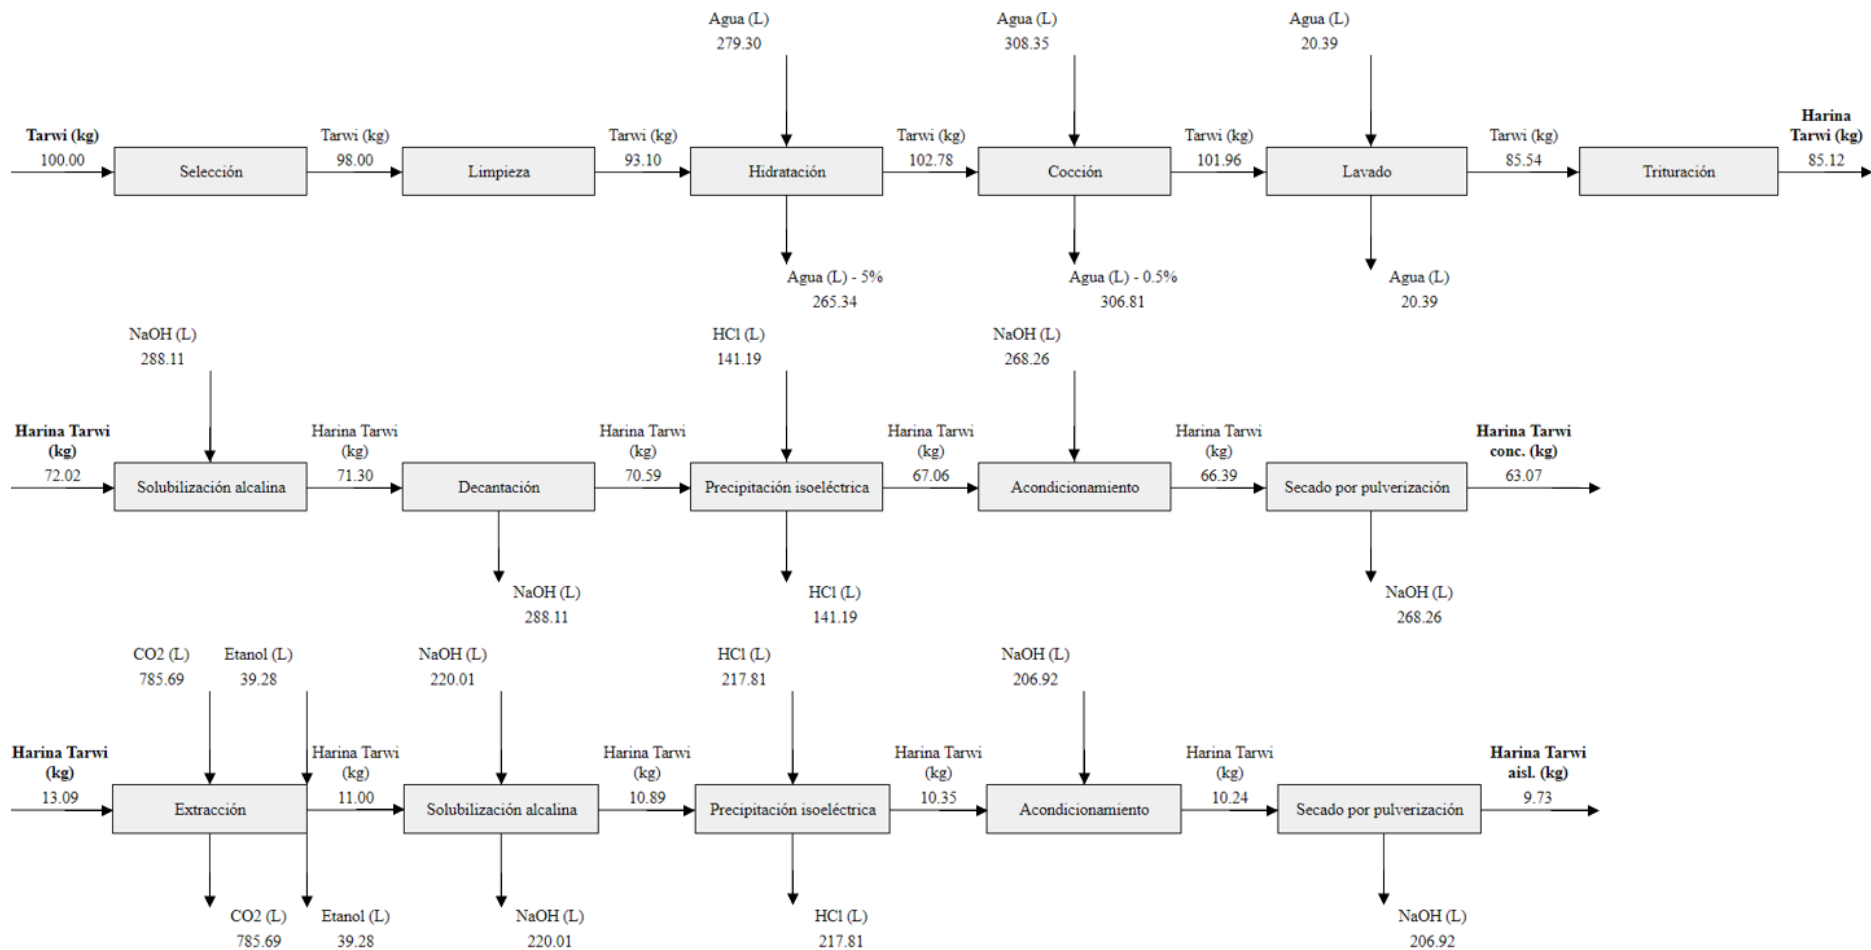 Agua (L)
279.30
Agua (L)
308.35
Agua (L)
20.39
Tarwi (kg)
100.00
Selección
Tarwi (kg)
98.00
Limpieza
Tarwi (kg)
93.10
Hidratación
Tarwi (kg)
102.78
Cocción
Tarwi (kg)
101.96
Lavado
Tarwi (kg)
85.54
Trituración
Harina
Tarwi (kg)
85.12
Agua (L) - 5%
265.34
Agua (L) - 0.5%
306.81
Agua (L)
20.39
NaOH (L)
288.11
HCl (L)
141.19
NaOH (L)
268.26
Harina Tarwi
(kg)
72.02
Solubilización alcalina
Harina Tarwi
(kg)
71.30
Decantación
Harina Tarwi
(kg)
70.59
Precipitación isoeléctrica
Harina Tarwi
(kg)
67.06
Acondicionamiento
Harina Tarwi
(kg)
66.39
Secado por pulverización
Harina Tarwi
conc. (kg)
63.07
NaOH (L)
288.11
HCl (L)
141.19
NaOH (L)
268.26
CO2 (L)
785.69
Etanol (L)
39.28
NaOH (L)
220.01
HCl (L)
217.81
NaOH (L)
206.92
Harina Tarwi
(kg)
13.09
Extracción
Harina Tarwi
(kg)
11.00
Solubilización alcalina
Harina Tarwi
(kg)
10.89
Precipitación isoeléctrica
Harina Tarwi
(kg)
10.35
Acondicionamiento
Harina Tarwi
(kg)
10.24
Secado por pulverización
Harina Tarwi
aisl. (kg)
9.73
CO2 (L)
785.69
Etanol (L)
39.28
NaOH (L)
220.01
HCl (L)
217.81
NaOH (L)
206.92